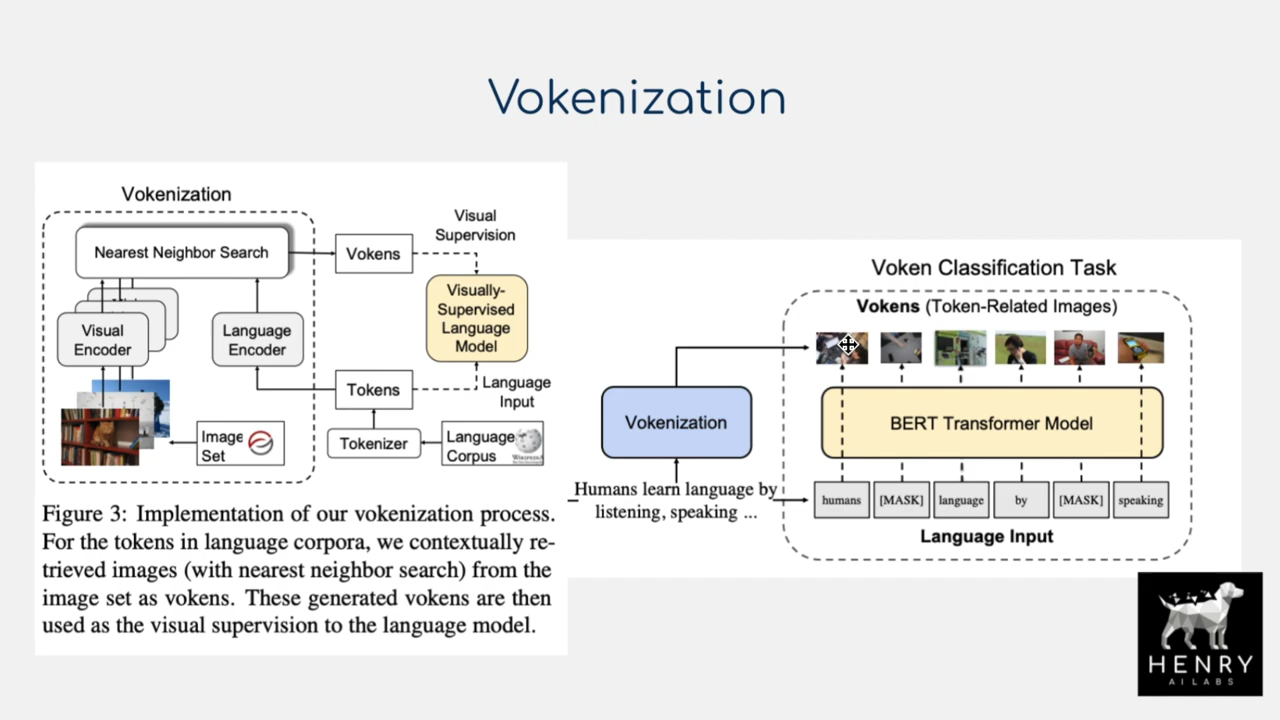 Vokenization
Vokenization
Nearest Neighbor Search
Vokens
Visual
Supervision
Visually-
Supervised
Language
Model
Visual
Encoder
Language
Encoder
Tokens
Language
Input
Image
Set
Tokenizer
Language
Corpus
WIKIPEDIA
Figure 3: Implementation of our vokenization process.
For the tokens in language corpora, we contextually re-
trieved images (with nearest neighbor search) from the
image set as vokens. These generated vokens are then
used as the visual supervision to the language model.
Voken Classification Task
Vokens (Token-Related Images)
Vokenization
BERT Transformer Model
Humans learn language by
listening, speaking ...
humans [MASK] language by [MASK] speaking
Language Input
HENRY
AI LABS